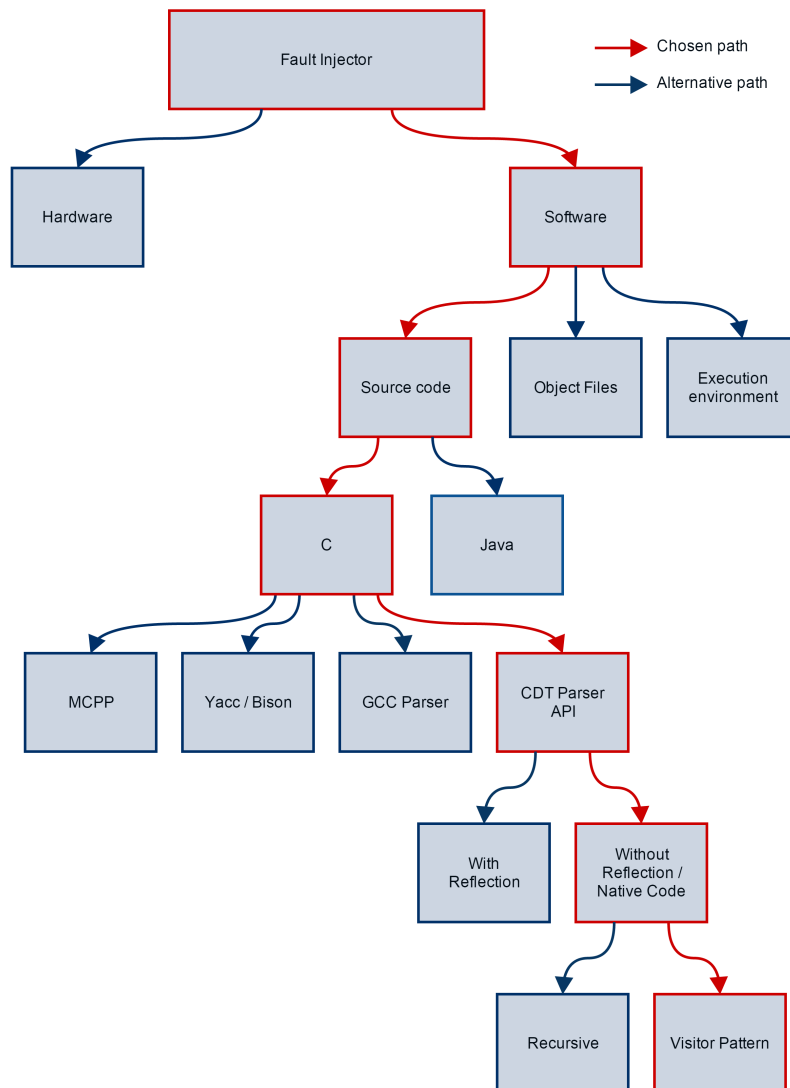 Fault Injector
Chosen path
Alternative path
Hardware
Software
Source code
Object Files
Execution
environment
C
Java
MCPP
Yacc / Bison
GCC Parser
CDT Parser
API
With
Reflection
Without
Reflection /
Native Code
Recursive
Visitor Pattern